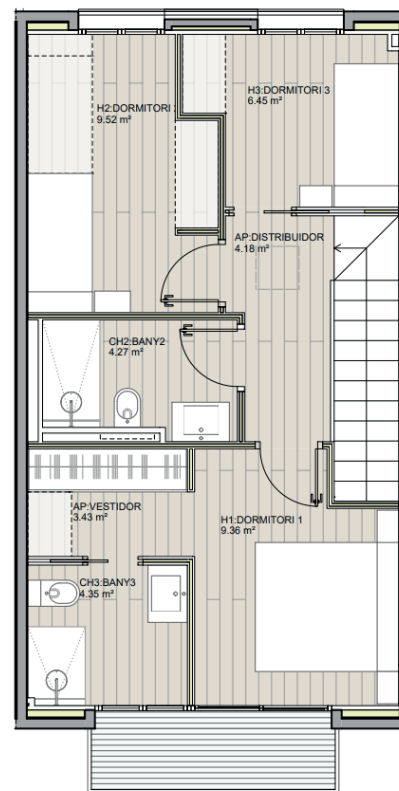 H2:DORMITORI 2
9.52 m²
H3:DORMITORI 3
6.45 m²
AP:DISTRIBUIDOR
4.18 m²
CH2:BANY2
4.27 m²
AP:VESTIDOR
3.43 m²
H1:DORMITORI 1
9.36 m²
CH3:BANY3
4.35 m²